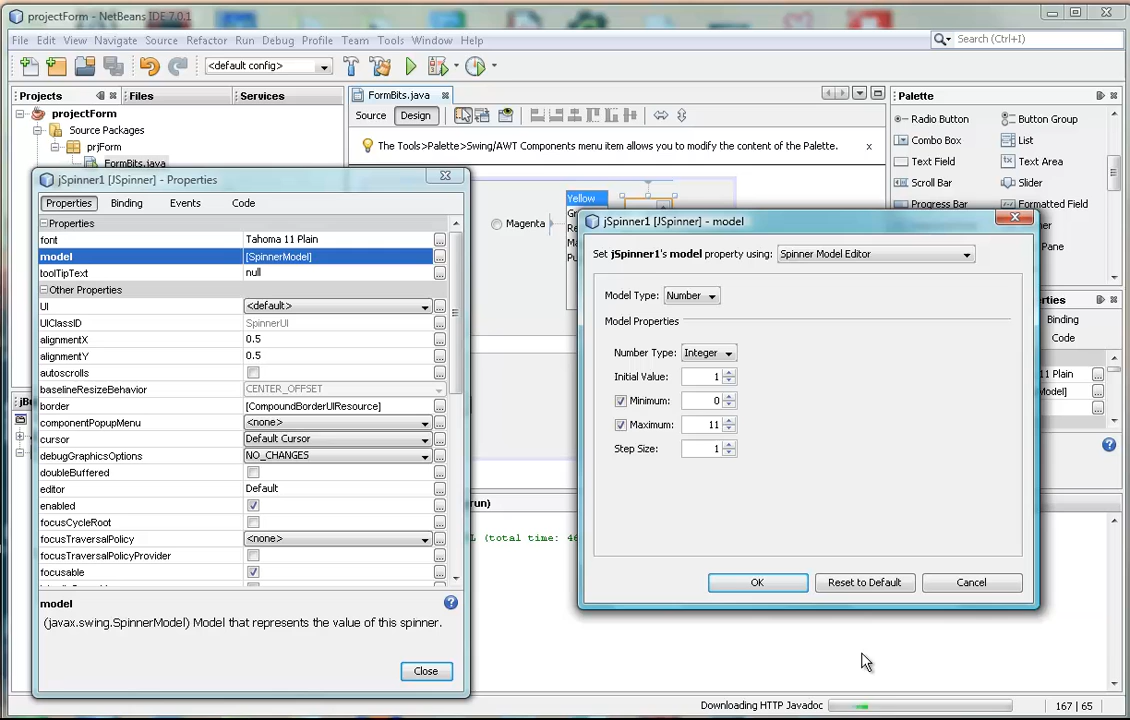 projectForm - NetBeans IDE 7.0.1
File Edit View Navigate Source Refactor Run Debug Profile Team Tools Window Help
Search (Ctrl+I)
<default config>
Projects
Files
Services
projectForm
Source Packages
prjForm
FormBits.java
FormBits.java
Source Design
The Tools>Palette>Swing/AWT Components menu item allows you to modify the content of the Palette. x
Magenta
Yellow
Palette
Radio Button
Button Group
Combo Box
List
Text Field
Text Area
Scroll Bar
Slider
Progress Bar
Formatted Field
Pane
Binding
Code
11 Plain
jSpinner1 [JSpinner] - Properties
Properties Binding Events Code
Properties
font Tahoma 11 Plain
model [SpinnerModel]
toolTipText null
Other Properties
UI <default>
UIClassID SpinnerUI
alignmentX 0.5
alignmentY 0.5
autoscrolls
baselineResizeBehavior CENTER_OFFSET
border [CompoundBorderUIResource]
componentPopupMenu <none>
cursor Default Cursor
debugGraphicsOptions NO_CHANGES
doubleBuffered
editor Default
enabled
focusCycleRoot
focusTraversalPolicy <none>
focusTraversalPolicyProvider
focusable
model
(javax.swing.SpinnerModel) Model that represents the value of this spinner.
Close
jSpinner1 [JSpinner] - model
Set jSpinner1's model property using: Spinner Model Editor
Model Type: Number
Model Properties
Number Type: Integer
Initial Value: 1
Minimum: 0
Maximum: 11
Step Size: 1
OK Reset to Default Cancel
run)
(total time: 46
Downloading HTTP Javadoc
167 | 65